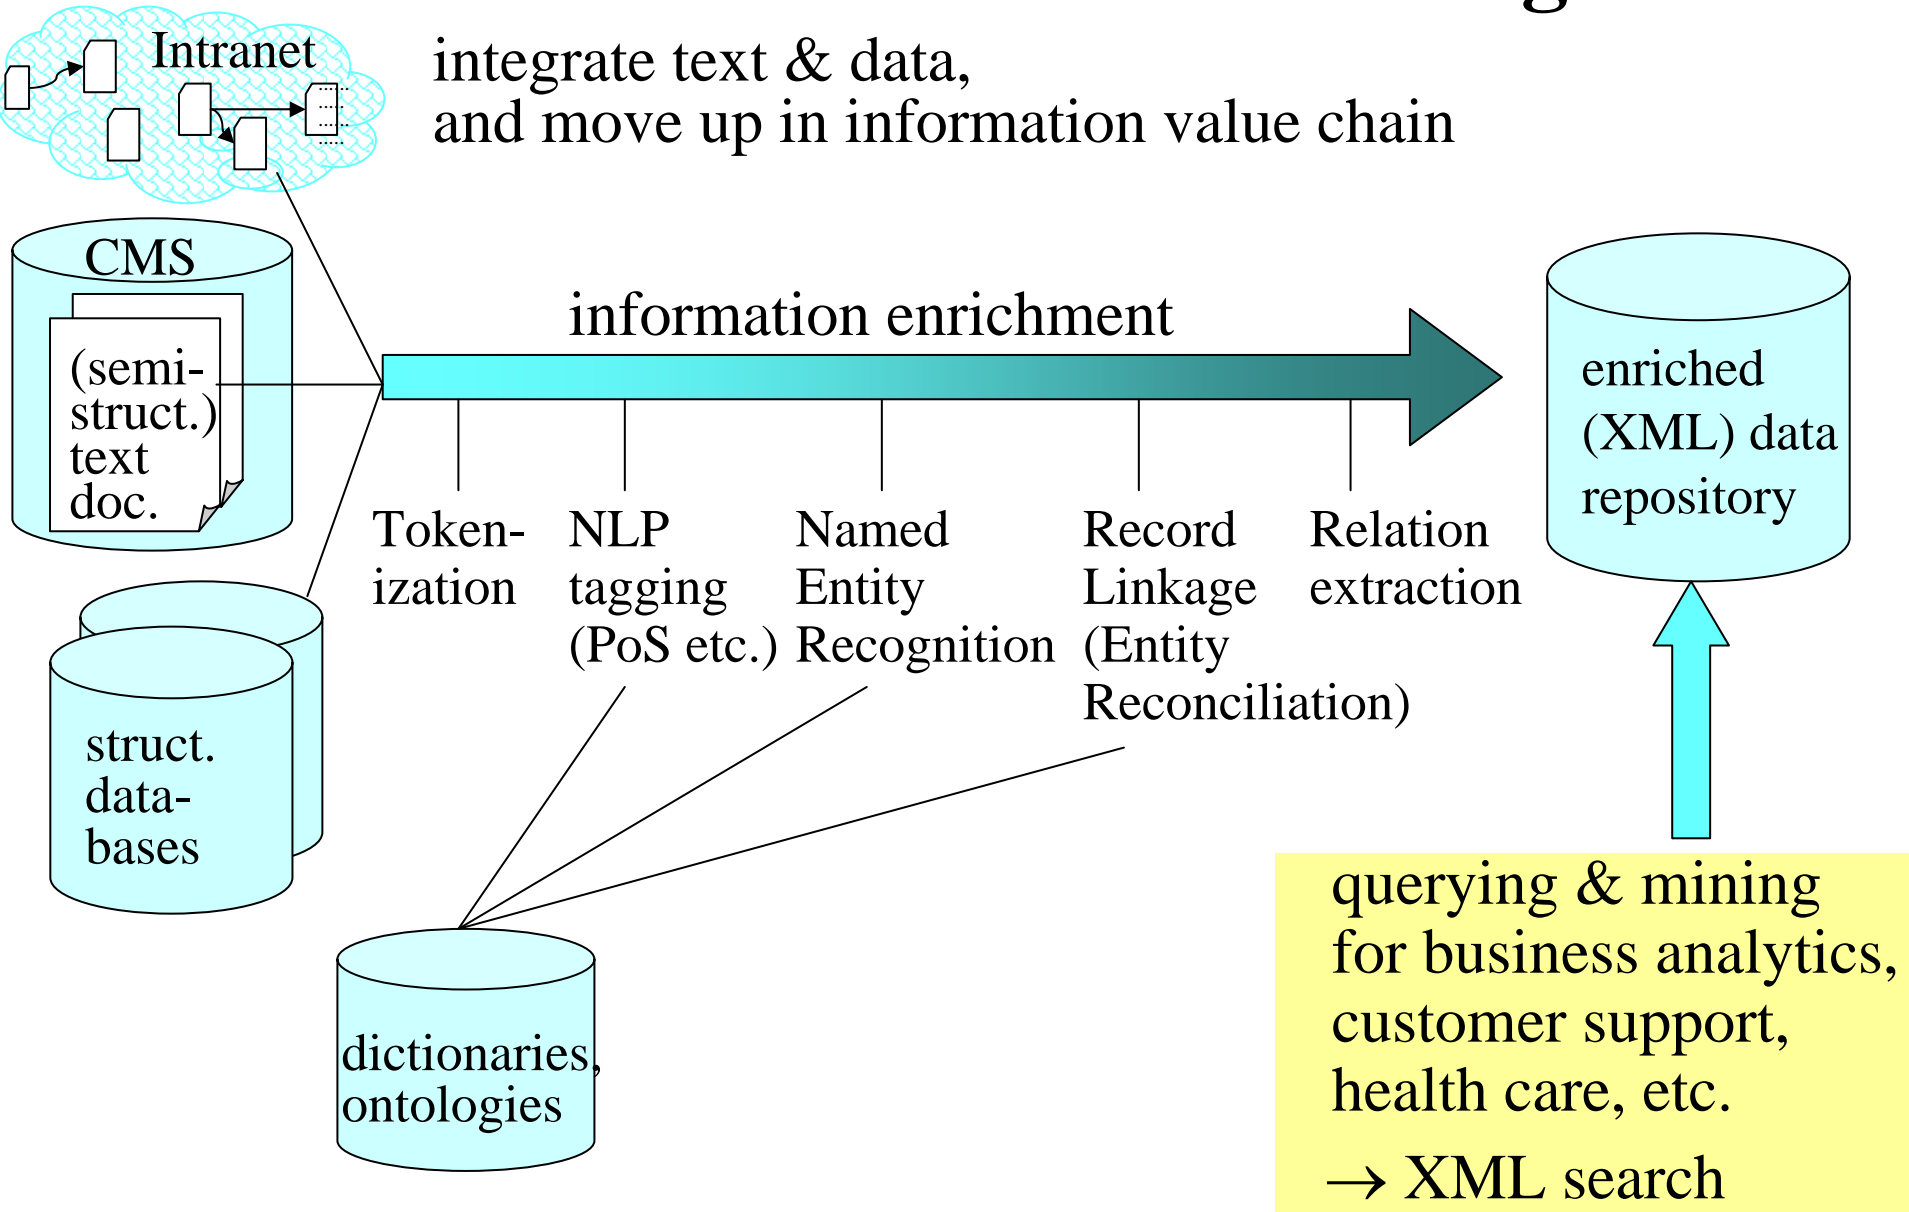 Intranet
integrate text & data,
and move up in information value chain
CMS
(semi-
struct.)
text
doc.
struct.
data-
bases
information enrichment
Token-
ization
NLP
tagging
(PoS etc.)
Named
Entity
Recognition
Record
Linkage
(Entity
Reconciliation)
Relation
extraction
enriched
(XML) data
repository
dictionaries,
ontologies
querying & mining
for business analytics,
customer support,
health care, etc.
→ XML search